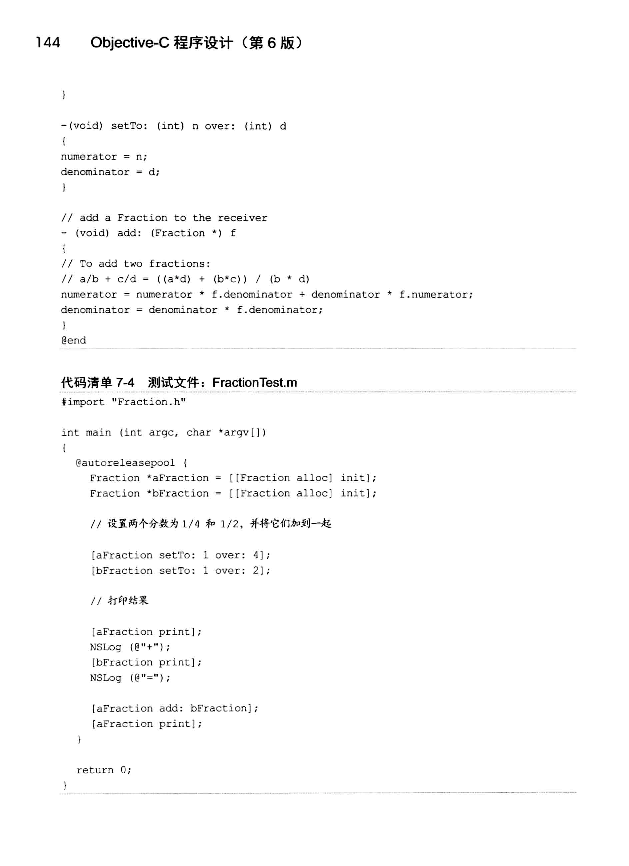 144 Objective-C 程序设计（第 6 版）
}
-(void) setTo: (int) n over: (int) d
{
numerator = n;
denominator = d;
}
// add a Fraction to the receiver
- (void) add: (Fraction *) f
{
// To add two fractions:
// a/b + c/d = ((a*d) + (b*c)) / (b * d)
numerator = numerator * f.denominator + denominator * f.numerator;
denominator = denominator * f.denominator;
}
@end
代码清单 7-4 测试文件：FractionTest.m
#import "Fraction.h"
int main (int argc, char *argv[])
{
@autoreleasepool {
Fraction *aFraction = [[Fraction alloc] init];
Fraction *bFraction = [[Fraction alloc] init];
// 设置两个分数为 1/4 和 1/2，并将它们加到一起
[aFraction setTo: 1 over: 4];
[bFraction setTo: 1 over: 2];
// 打印结果
[aFraction print];
NSLog (@"+");
[bFraction print];
NSLog (@"=");
[aFraction add: bFraction];
[aFraction print];
}
return 0;
}